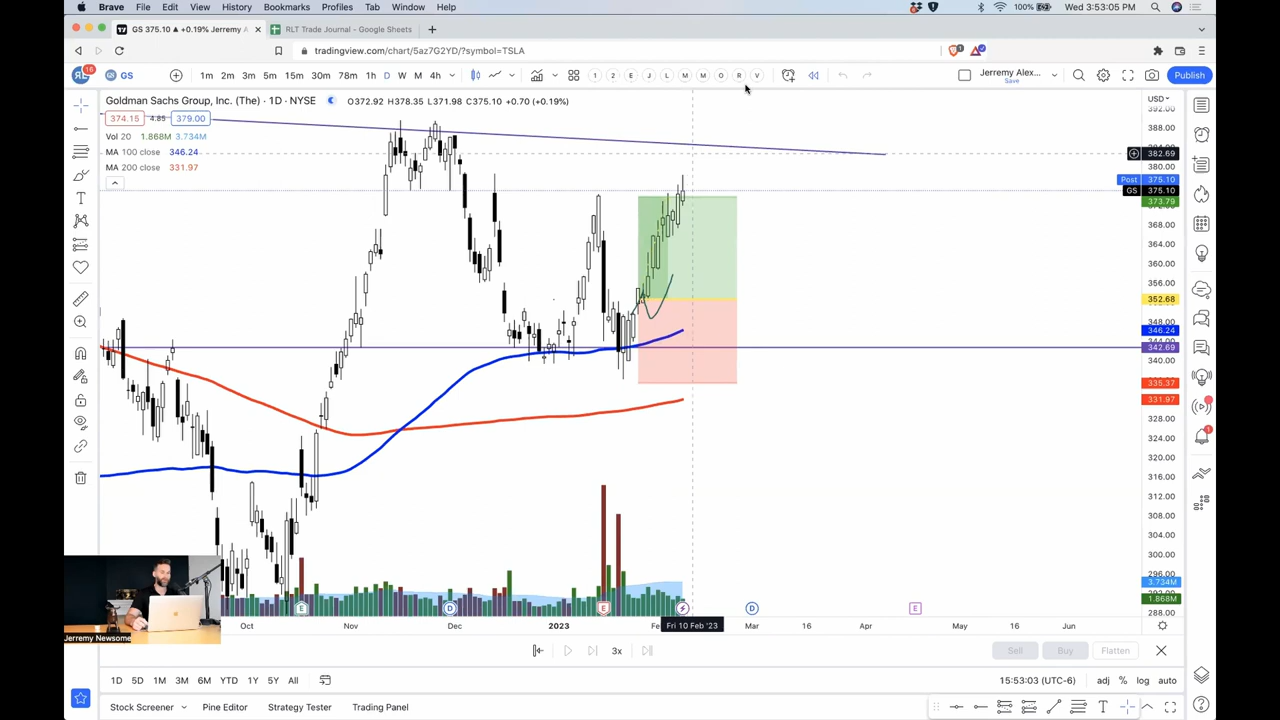 Brave File Edit View History Bookmarks Profiles Tab Window Help 100% Wed 3:53:05 PM
GS 375.10 ▲ +0.19% Jerremy A RLT Trade Journal - Google Sheets
tradingview.com/chart/5az7G2YD/?symbol=TSLA
16 GS 1m 2m 3m 5m 15m 30m 78m 1h D W M 4h 1 2 E J L M M O R V Jerremy Alex... Save Publish
Goldman Sachs Group, Inc. (The) · 1D · NYSE O372.92 H378.35 L371.98 C375.10 +0.70 (+0.19%) USD
374.15 4.85 379.00
Vol 20 1.868M 3.734M
MA 100 close 346.24
MA 200 close 331.97
392.00
388.00
382.69
380.00
Post 375.10
GS 375.10
373.79
368.00
364.00
360.00
356.00
352.68
348.00
346.24
342.69
340.00
335.37
331.97
328.00
324.00
320.00
316.00
312.00
308.00
304.00
300.00
296.00
3.734M
1.868M
288.00
E D E D E
Oct Nov Dec 2023 Fe Fri 10 Feb '23 Mar 16 Apr May 16 Jun
Jerremy Newsome
3x Sell Buy Flatten
1D 5D 1M 3M 6M YTD 1Y 5Y All 15:53:03 (UTC-6) adj % log auto
Stock Screener Pine Editor Strategy Tester Trading Panel